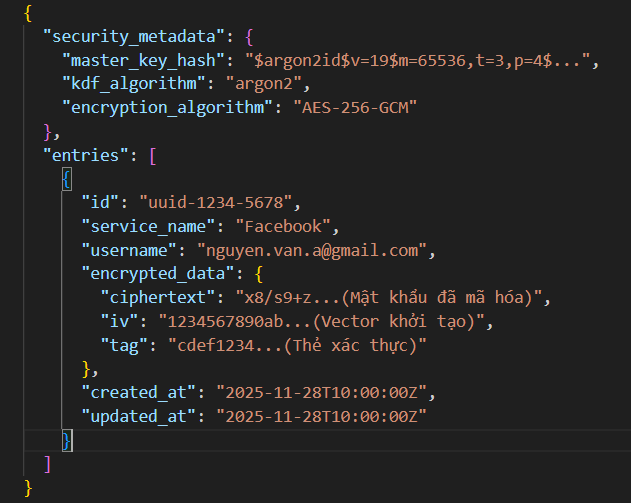 {
"security_metadata": {
"master_key_hash": "$argon2id$v=19$m=65536,t=3,p=4$...",
"kdf_algorithm": "argon2",
"encryption_algorithm": "AES-256-GCM"
},
"entries": [
{
"id": "uuid-1234-5678",
"service_name": "Facebook",
"username": "nguyen.van.a@gmail.com",
"encrypted_data": {
"ciphertext": "x8/s9+z...(Mật khẩu đã mã hóa)",
"iv": "1234567890ab...(Vector khởi tạo)",
"tag": "cdef1234...(Thẻ xác thực)"
},
"created_at": "2025-11-28T10:00:00Z",
"updated_at": "2025-11-28T10:00:00Z"
}
]
}